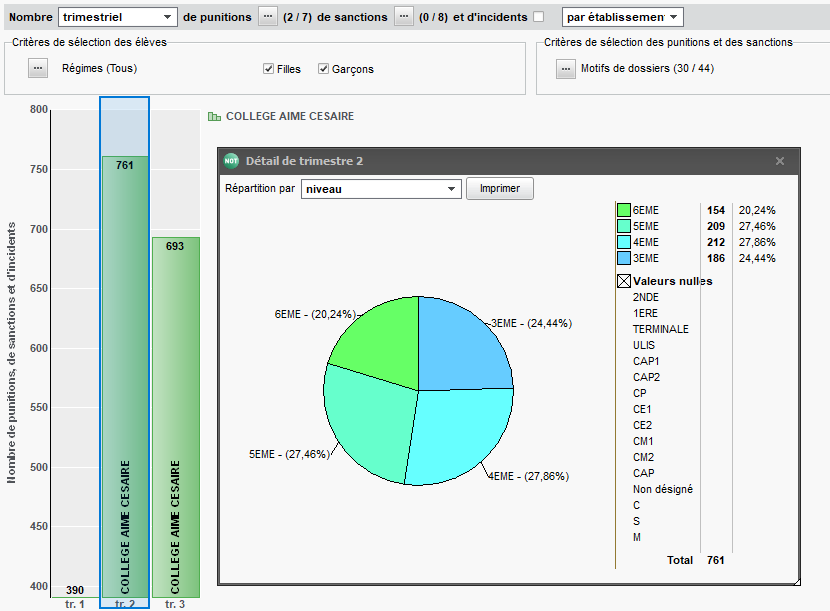 Nombre trimestriel de punitions ... (2 / 7) de sanctions ... (0 / 8) et d'incidents par établissement
Critères de sélection des élèves
... Régimes (Tous) Filles Garçons
Critères de sélection des punitions et des sanctions
... Motifs de dossiers (30 / 44)
Nombre de punitions, de sanctions et d'incidents
800
750
700
650
600
550
500
450
400
761
693
390
COLLEGE AIME CESAIRE
COLLEGE AIME CESAIRE
tr. 1 tr. 2 tr. 3
COLLEGE AIME CESAIRE
NOT Détail de trimestre 2
Répartition par niveau Imprimer
6EME - (20,24%)
3EME - (24,44%)
5EME - (27,46%)
4EME - (27,86%)
6EME 154 20,24%
5EME 209 27,46%
4EME 212 27,86%
3EME 186 24,44%
Valeurs nulles
2NDE
1ERE
TERMINALE
ULIS
CAP1
CAP2
CP
CE1
CE2
CM1
CM2
CAP
Non désigné
C
S
M
Total 761